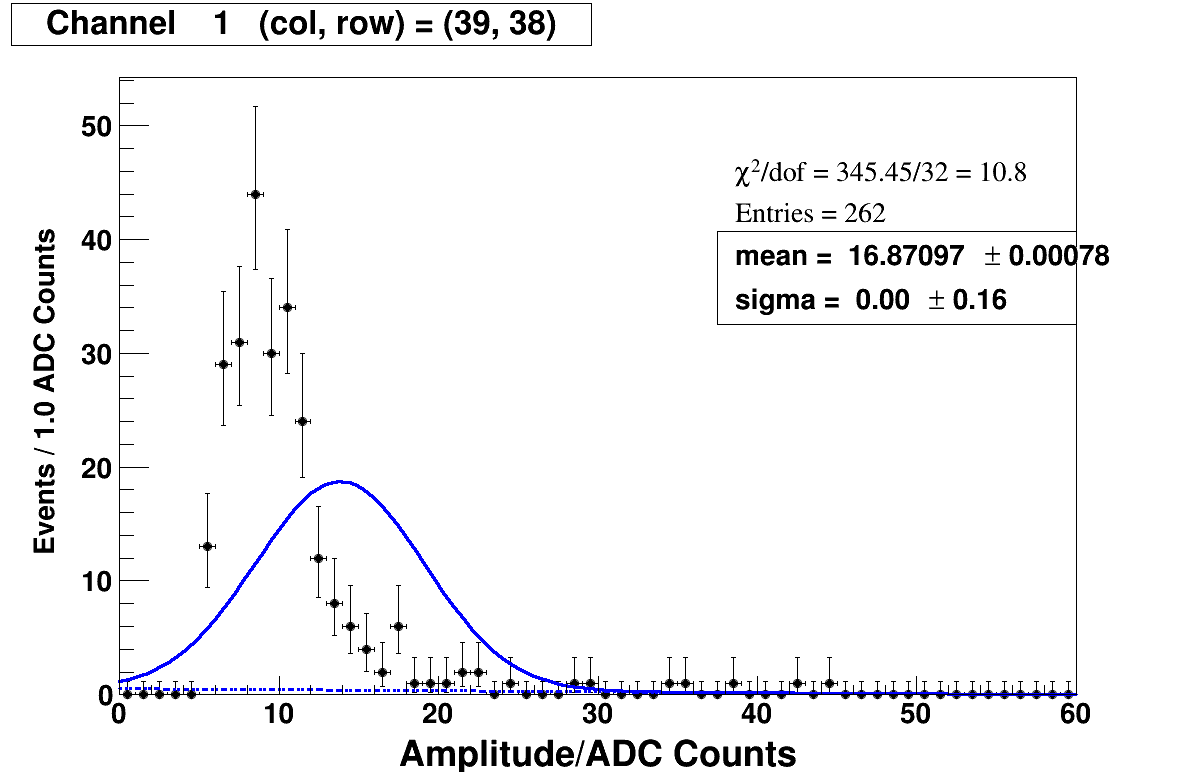 Channel 1 (col, row) = (39, 38)
Events / 1.0 ADC Counts
50
40
30
20
10
0
χ²/dof = 345.45/32 = 10.8
Entries = 262
mean = 16.87097 ± 0.00078
sigma = 0.00 ± 0.16
0 10 20 30 40 50 60
Amplitude/ADC Counts